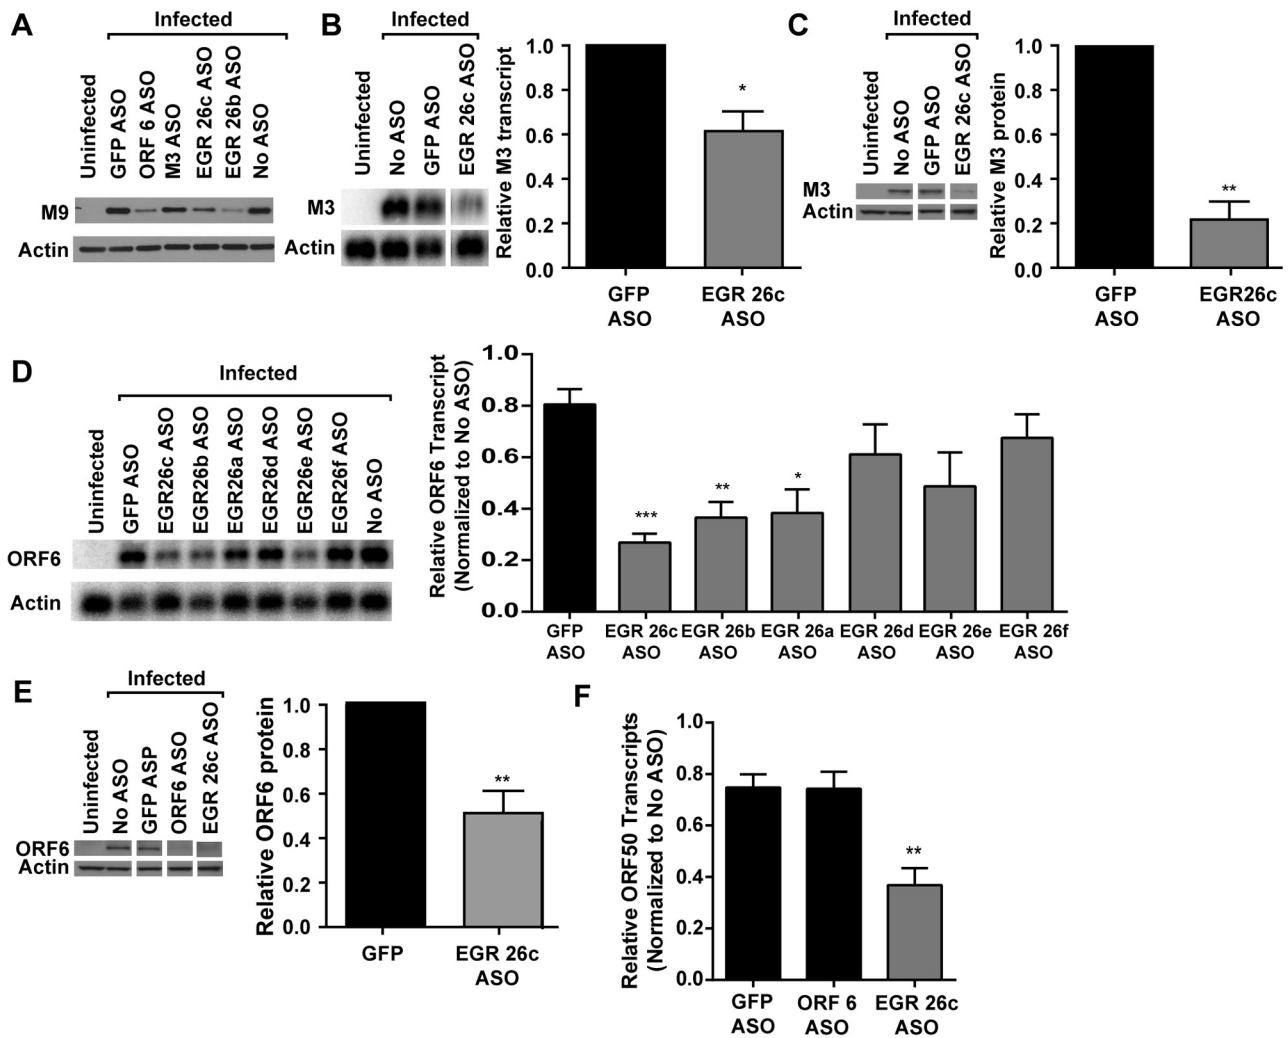 A
Infected
Uninfected
GFP ASO
ORF 6 ASO
M3 ASO
EGR 26c ASO
EGR 26b ASO
No ASO
M9
Actin
B
Infected
Uninfected
No ASO
GFP ASO
EGR 26c ASO
M3
Actin
Relative M3 transcript
1.0
0.8
0.6
0.4
0.2
0.0
*
GFP
ASO
EGR 26c
ASO
C
Infected
Uninfected
No ASO
GFP ASO
EGR 26c ASO
M3
Actin
Relative M3 protein
1.0
0.8
0.6
0.4
0.2
0.0
**
GFP
ASO
EGR26c
ASO
D
Infected
Uninfected
GFP ASO
EGR26c ASO
EGR26b ASO
EGR26a ASO
EGR26d ASO
EGR26e ASO
EGR26f ASO
No ASO
ORF6
Actin
Relative ORF6 Transcript
(Normalized to No ASO)
1.0
0.8
0.6
0.4
0.2
0.0
***
**
*
GFP
ASO
EGR 26c
ASO
EGR 26b
ASO
EGR 26a
ASO
EGR 26d
ASO
EGR 26e
ASO
EGR 26f
ASO
E
Infected
Uninfected
No ASO
GFP ASP
ORF6 ASO
EGR 26c ASO
ORF6
Actin
Relative ORF6 protein
1.0
0.8
0.6
0.4
0.2
0.0
**
GFP
EGR 26c
ASO
F
Relative ORF50 Transcripts
(Normalized to No ASO)
1.0
0.8
0.6
0.4
0.2
0.0
**
GFP
ASO
ORF 6
ASO
EGR 26c
ASO